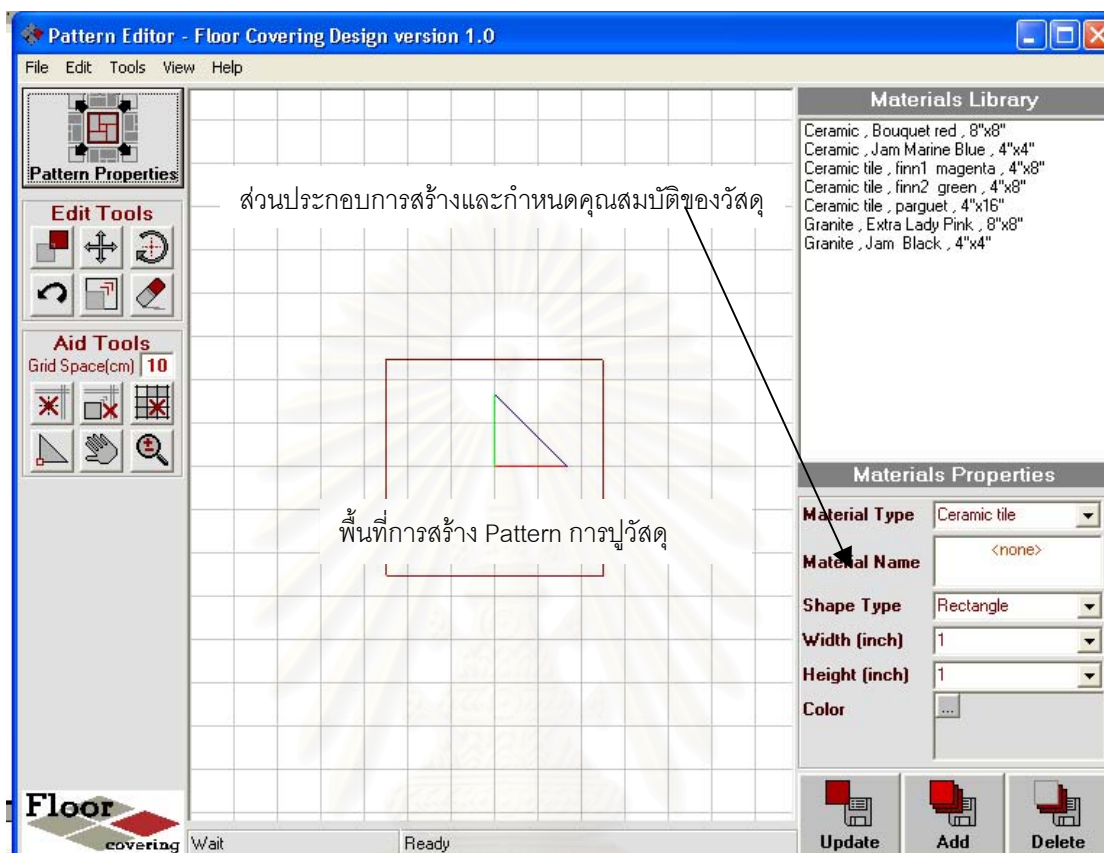 Pattern Editor - Floor Covering Design version 1.0
File Edit Tools View Help
Pattern Properties
Edit Tools
Aid Tools
Grid Space(cm) 10
ส่วนประกอบการสร้างและกำหนดคุณสมบัติของวัสดุ
พื้นที่การสร้าง Pattern การปูวัสดุ
Materials Library
Ceramic , Bouquet red , 8"x8"
Ceramic , Jam Marine Blue , 4"x4"
Ceramic tile , finn1 magenta , 4"x8"
Ceramic tile , finn2 green , 4"x8"
Ceramic tile , parguet , 4"x16"
Granite , Extra Lady Pink , 8"x8"
Granite , Jam Black , 4"x4"
Materials Properties
Material Type Ceramic tile
Material Name <none>
Shape Type Rectangle
Width (inch) 1
Height (inch) 1
Color ...
Update Add Delete
Floor
covering
Wait Ready